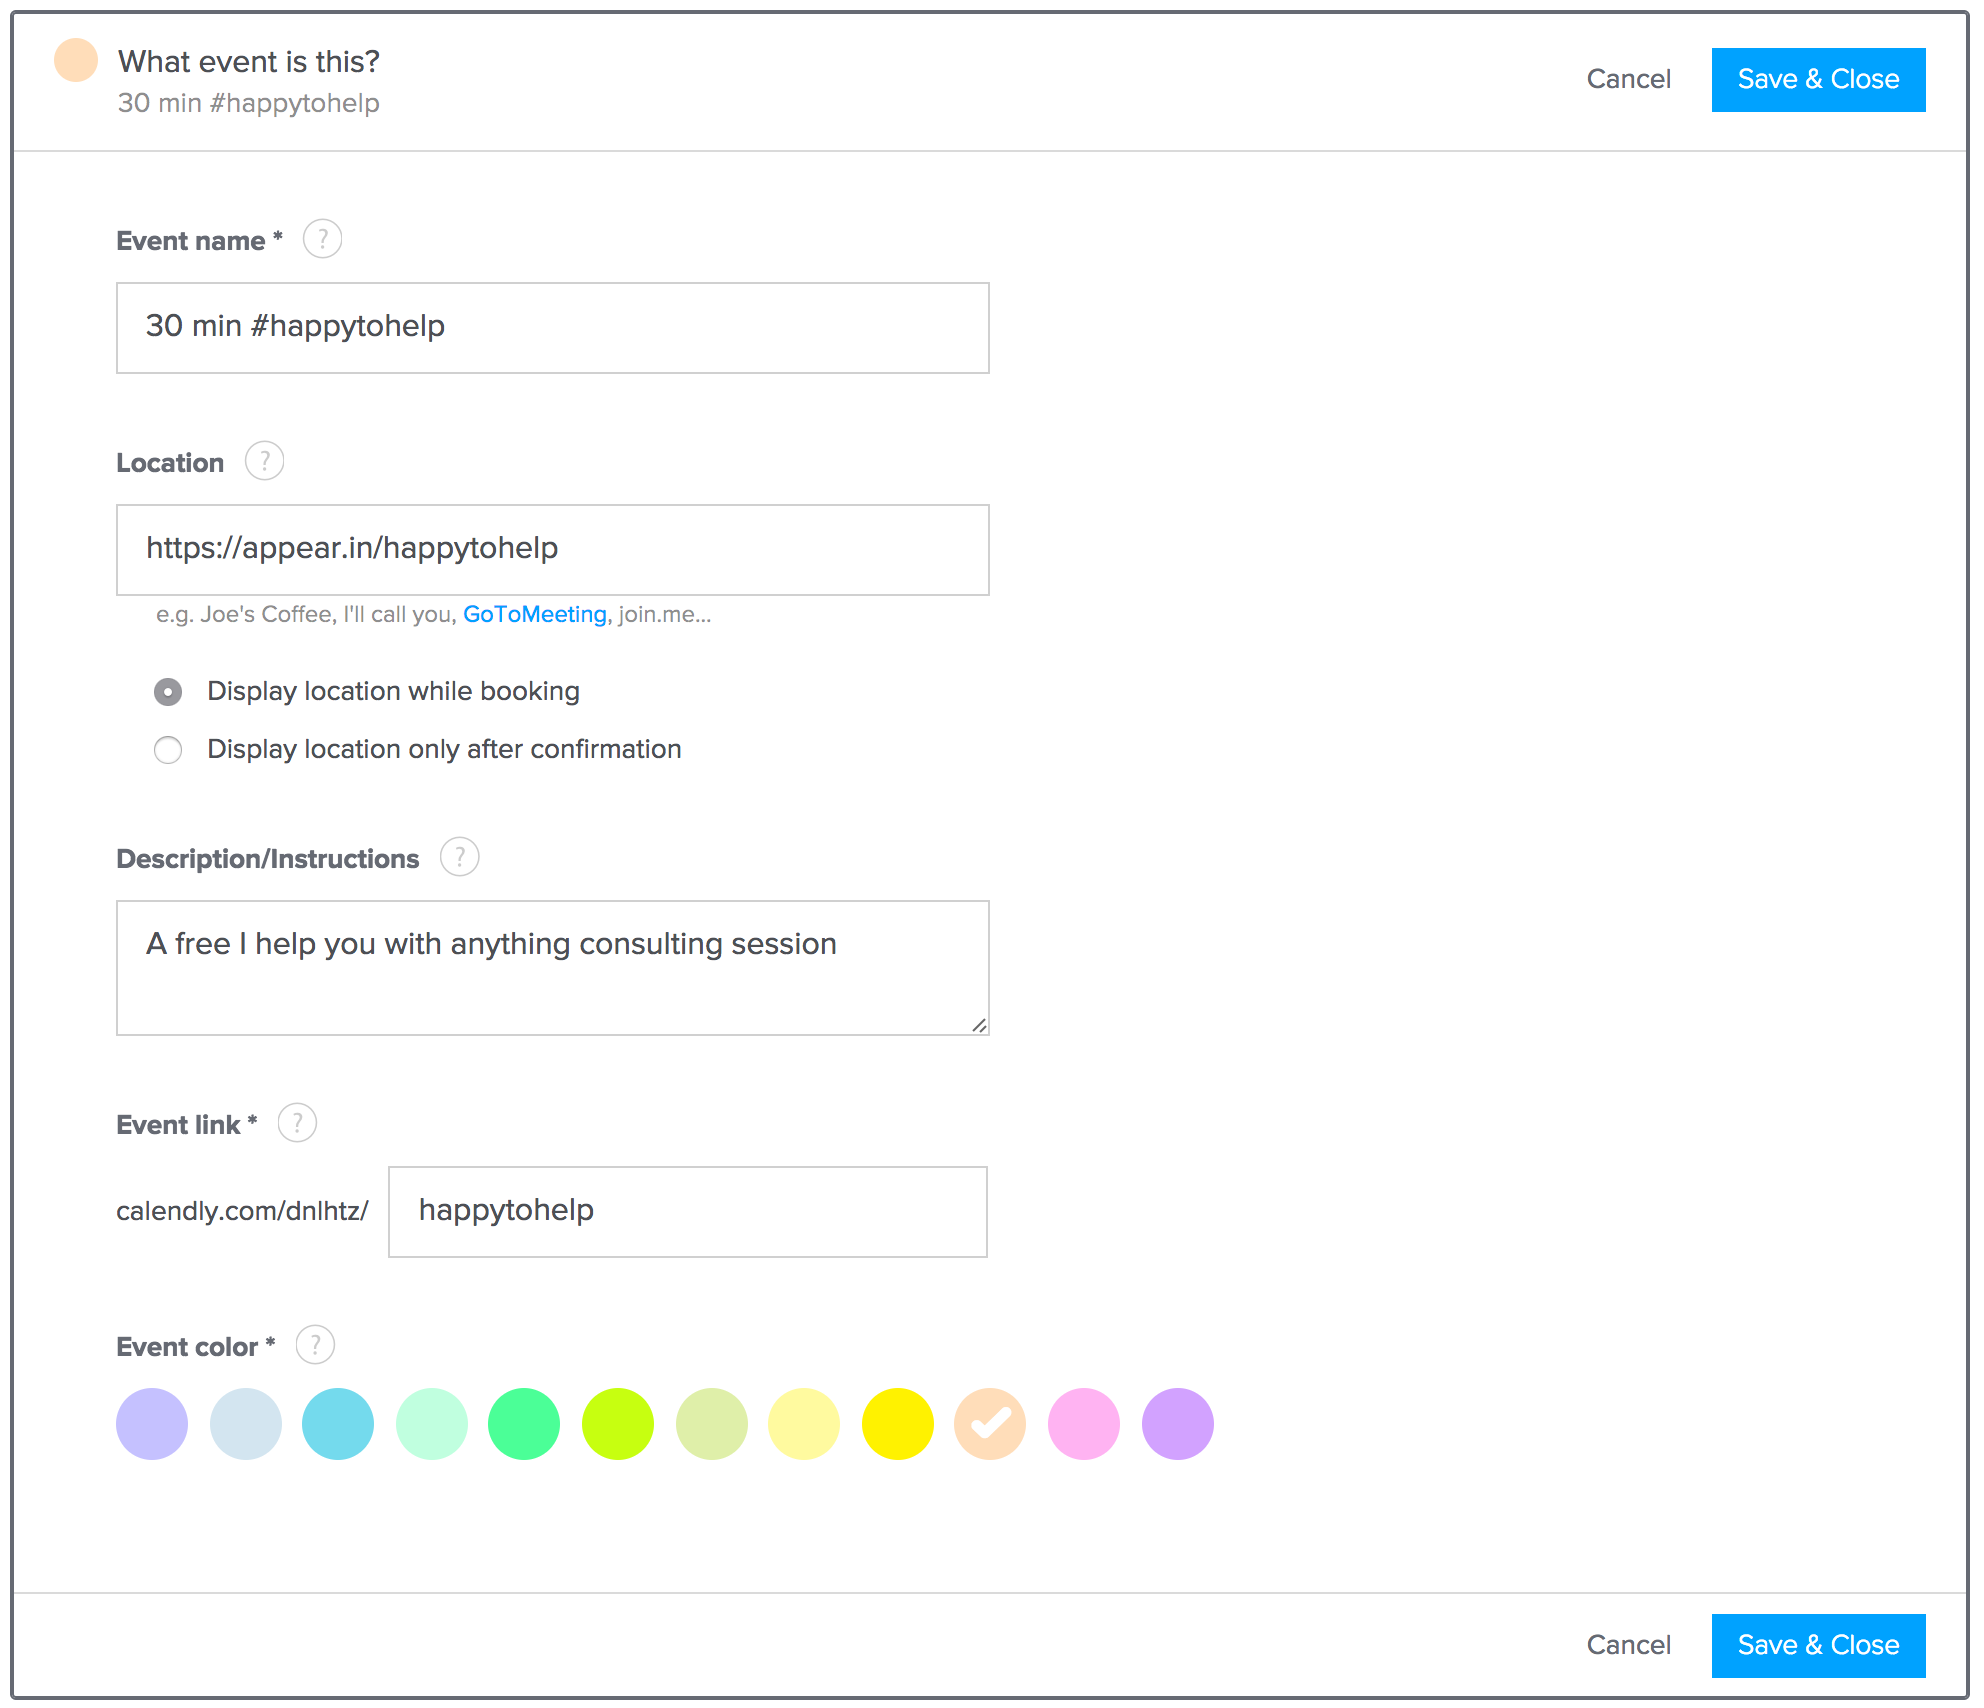 What event is this?
30 min #happytohelp
Cancel
Save & Close
Event name * ?
30 min #happytohelp
Location ?
https://appear.in/happytohelp
e.g. Joe's Coffee, I'll call you, GoToMeeting, join.me...
Display location while booking
Display location only after confirmation
Description/Instructions ?
A free I help you with anything consulting session
Event link * ?
calendly.com/dnlhtz/ happytohelp
Event color * ?
Cancel
Save & Close